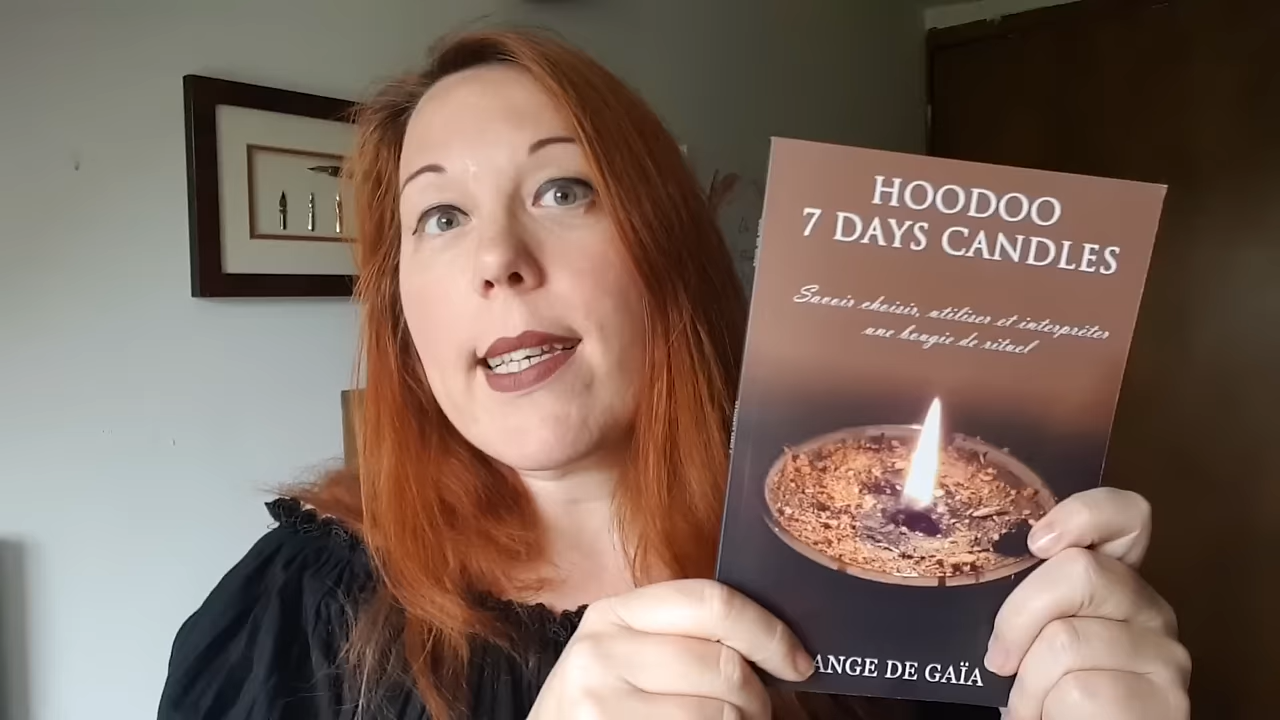 HOODOO
7 DAYS CANDLES
Savoir choisir, utiliser et interpréter
une bougie de rituel
ANGE DE GAÏA